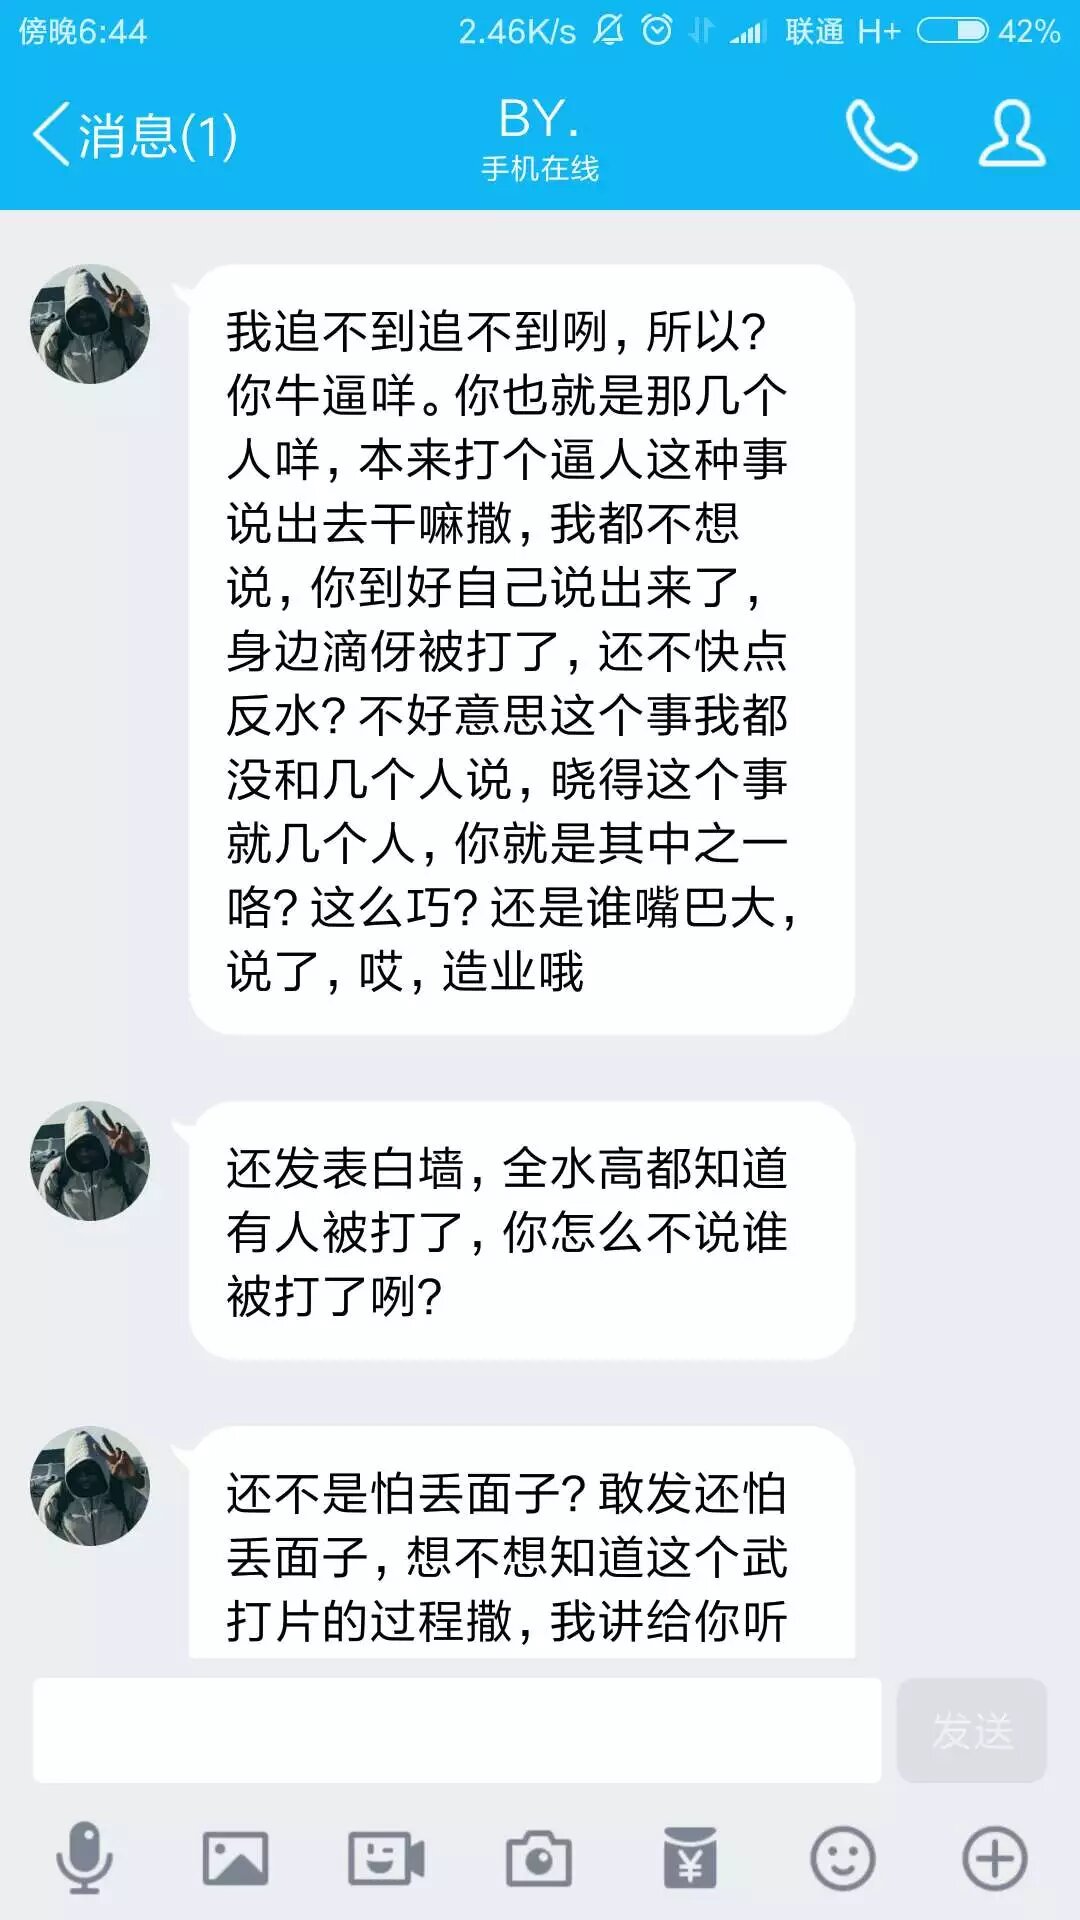 傍晚6:44 2.46K/s 联通 H+ 42%
消息(1) BY.
手机在线
我追不到追不到咧，所以？
你牛逼咩。你也就是那几个
人咩，本来打个逼人这种事
说出去干嘛撒，我都不想
说，你到好自己说出来了，
身边滴伢被打了，还不快点
反水？不好意思这个事我都
没和几个人说，晓得这个事
就几个人，你就是其中之一
咯？这么巧？还是谁嘴巴大，
说了，哎，造业哦
还发表白墙，全水高都知道
有人被打了，你怎么不说谁
被打了咧？
还不是怕丢面子？敢发还怕
丢面子，想不想知道这个武
打片的过程撒，我讲给你听
发送